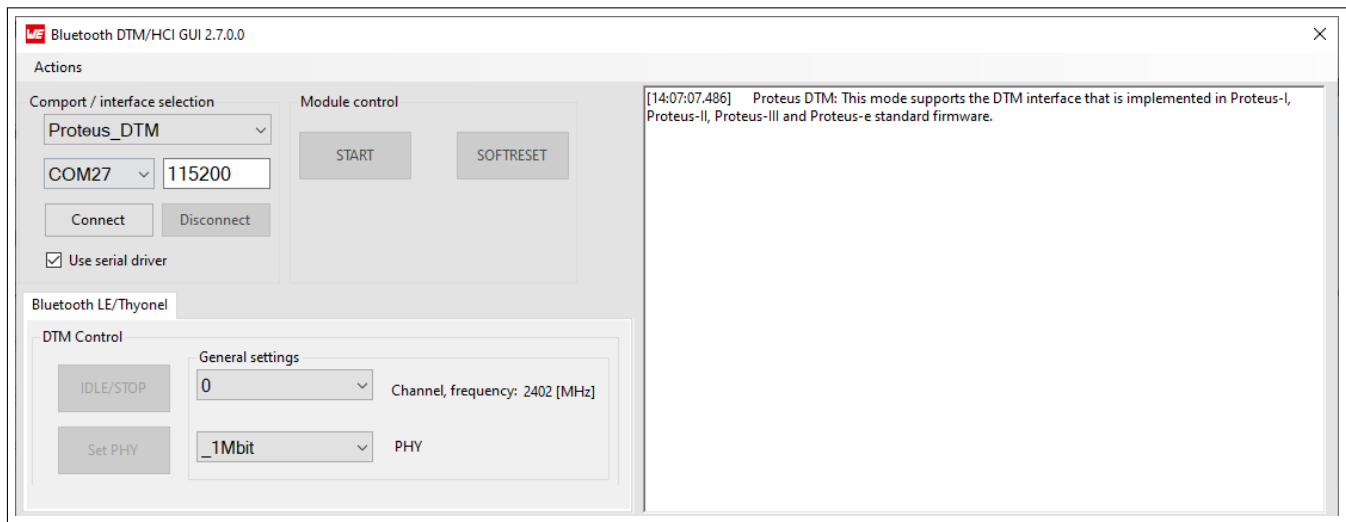 WE Bluetooth DTM/HCI GUI 2.7.0.0
Actions
Comport / interface selection
Proteus_DTM
COM27 115200
Connect Disconnect
Use serial driver
Module control
START SOFTRESET
Bluetooth LE/Thyonel
DTM Control
IDLE/STOP
Set PHY
General settings
0 Channel, frequency: 2402 [MHz]
_1Mbit PHY
[14:07:07.486] Proteus DTM: This mode supports the DTM interface that is implemented in Proteus-I,
Proteus-II, Proteus-III and Proteus-e standard firmware.